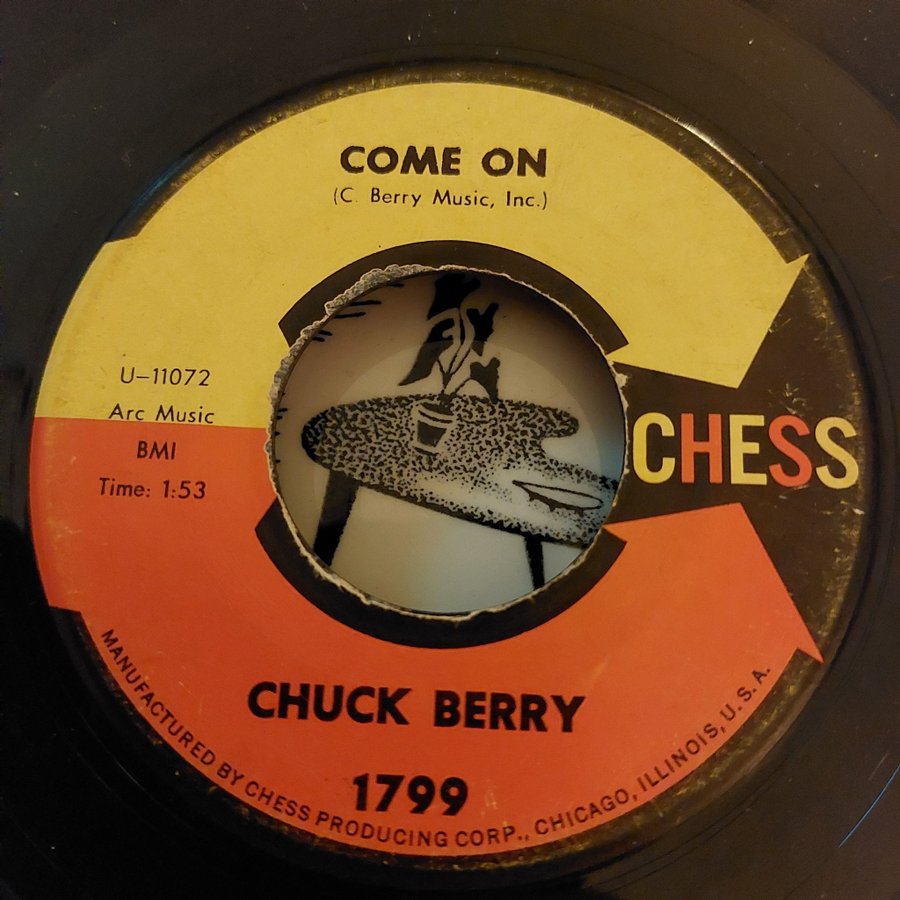 COME ON
(C. Berry Music, Inc.)
U-11072
Arc Music
BMI
Time: 1:53
CHESS
CHUCK BERRY
1799
MANUFACTURED BY CHESS PRODUCING CORP., CHICAGO, ILLINOIS, U.S.A.